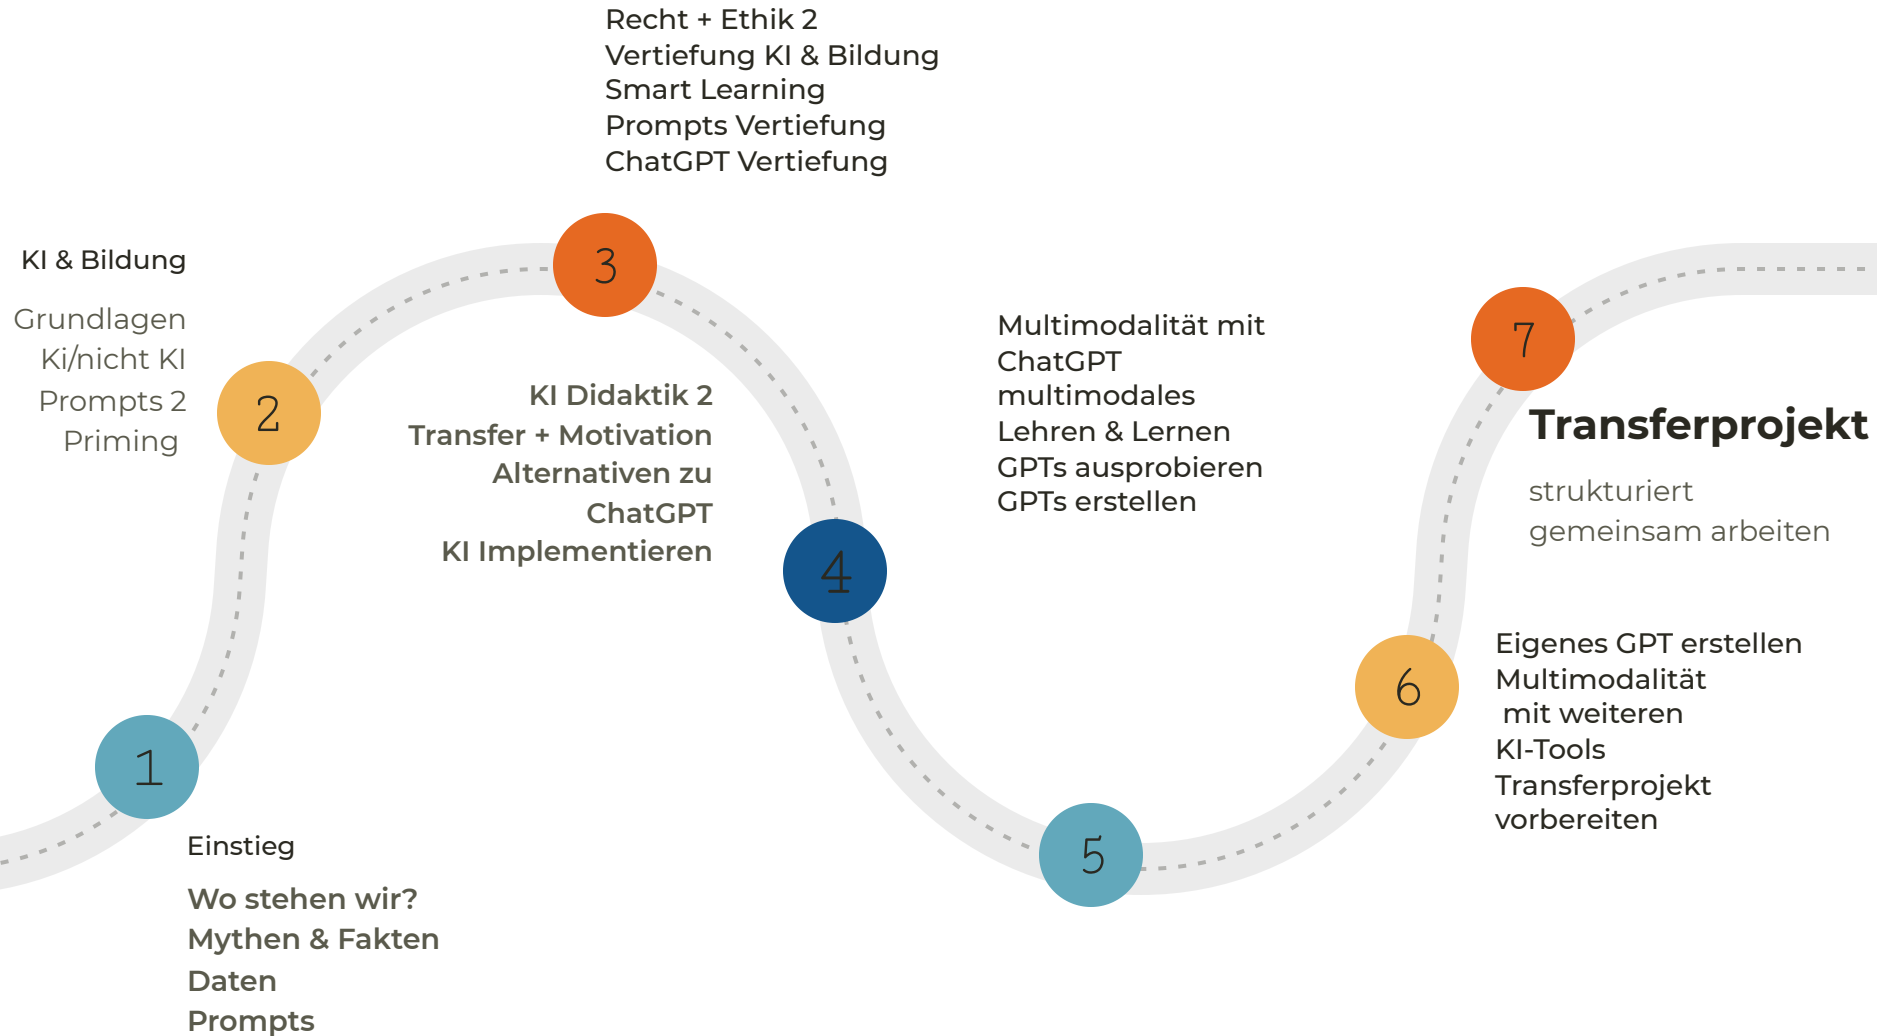 1
Einstieg
Wo stehen wir?
Mythen & Fakten
Daten
Prompts
2
KI & Bildung
Grundlagen
Ki/nicht KI
Prompts 2
Priming
3
Recht + Ethik 2
Vertiefung KI & Bildung
Smart Learning
Prompts Vertiefung
ChatGPT Vertiefung
4
KI Didaktik 2
Transfer + Motivation
Alternativen zu
ChatGPT
KI Implementieren
5
Multimodalität mit
ChatGPT
multimodales
Lehren & Lernen
GPTs ausprobieren
GPTs erstellen
6
Eigenes GPT erstellen
Multimodalität
mit weiteren
KI-Tools
Transferprojekt
vorbereiten
7
Transferprojekt
strukturiert
gemeinsam arbeiten